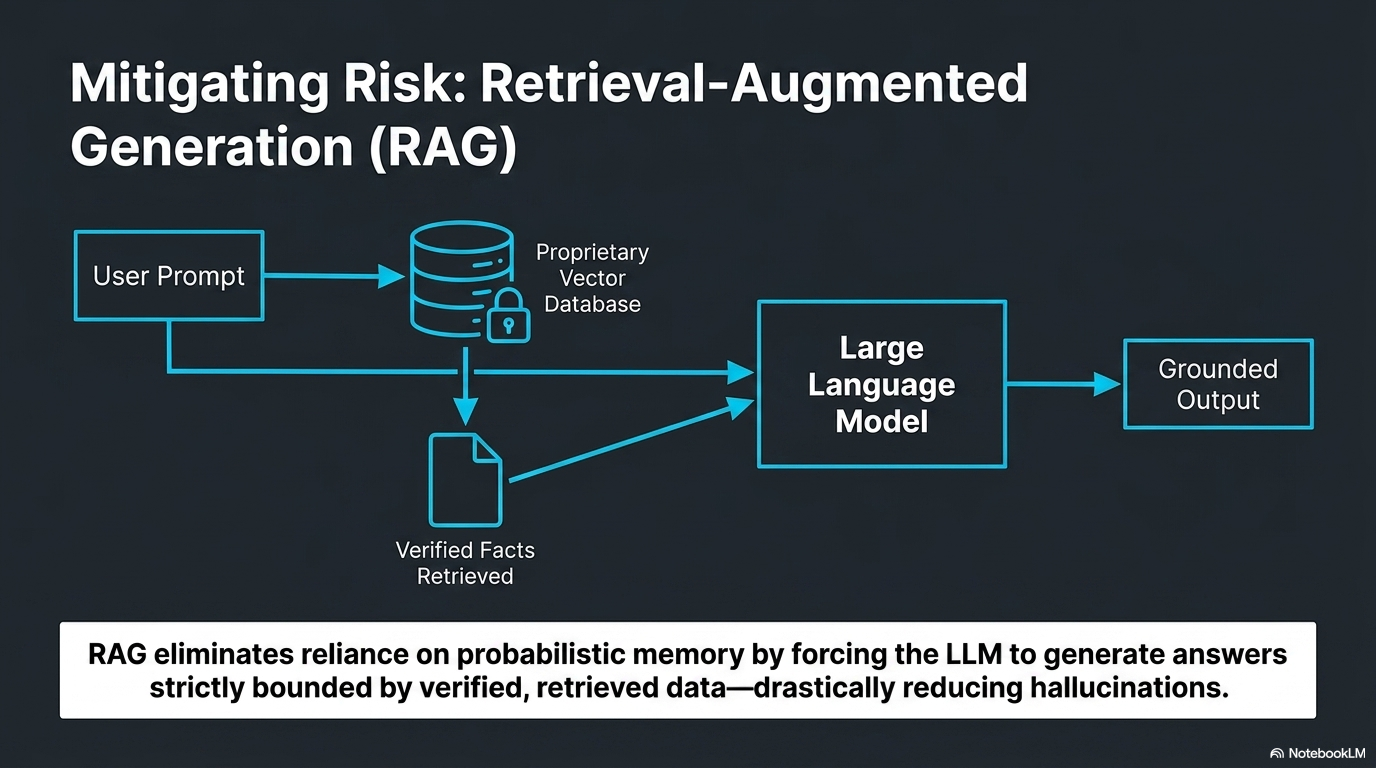 Mitigating Risk: Retrieval-Augmented
Generation (RAG)
User Prompt
Proprietary
Vector
Database
Large
Language
Model
Grounded
Output
Verified Facts
Retrieved
RAG eliminates reliance on probabilistic memory by forcing the LLM to generate answers
strictly bounded by verified, retrieved data—drastically reducing hallucinations.
NotebookLM